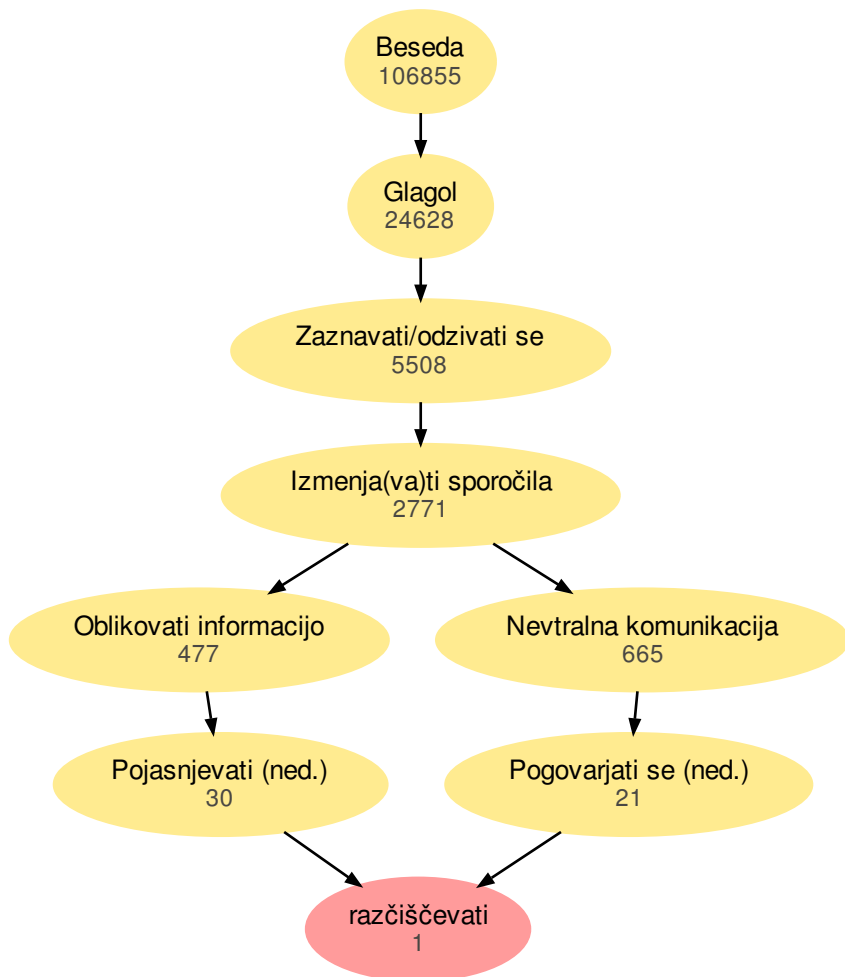 Beseda
106855
Glagol
24628
Zaznavati/odzivati se
5508
Izmenja(va)ti sporočila
2771
Oblikovati informacijo
477
Nevtralna komunikacija
665
Pojasnjevati (ned.)
30
Pogovarjati se (ned.)
21
razčiščevati
1